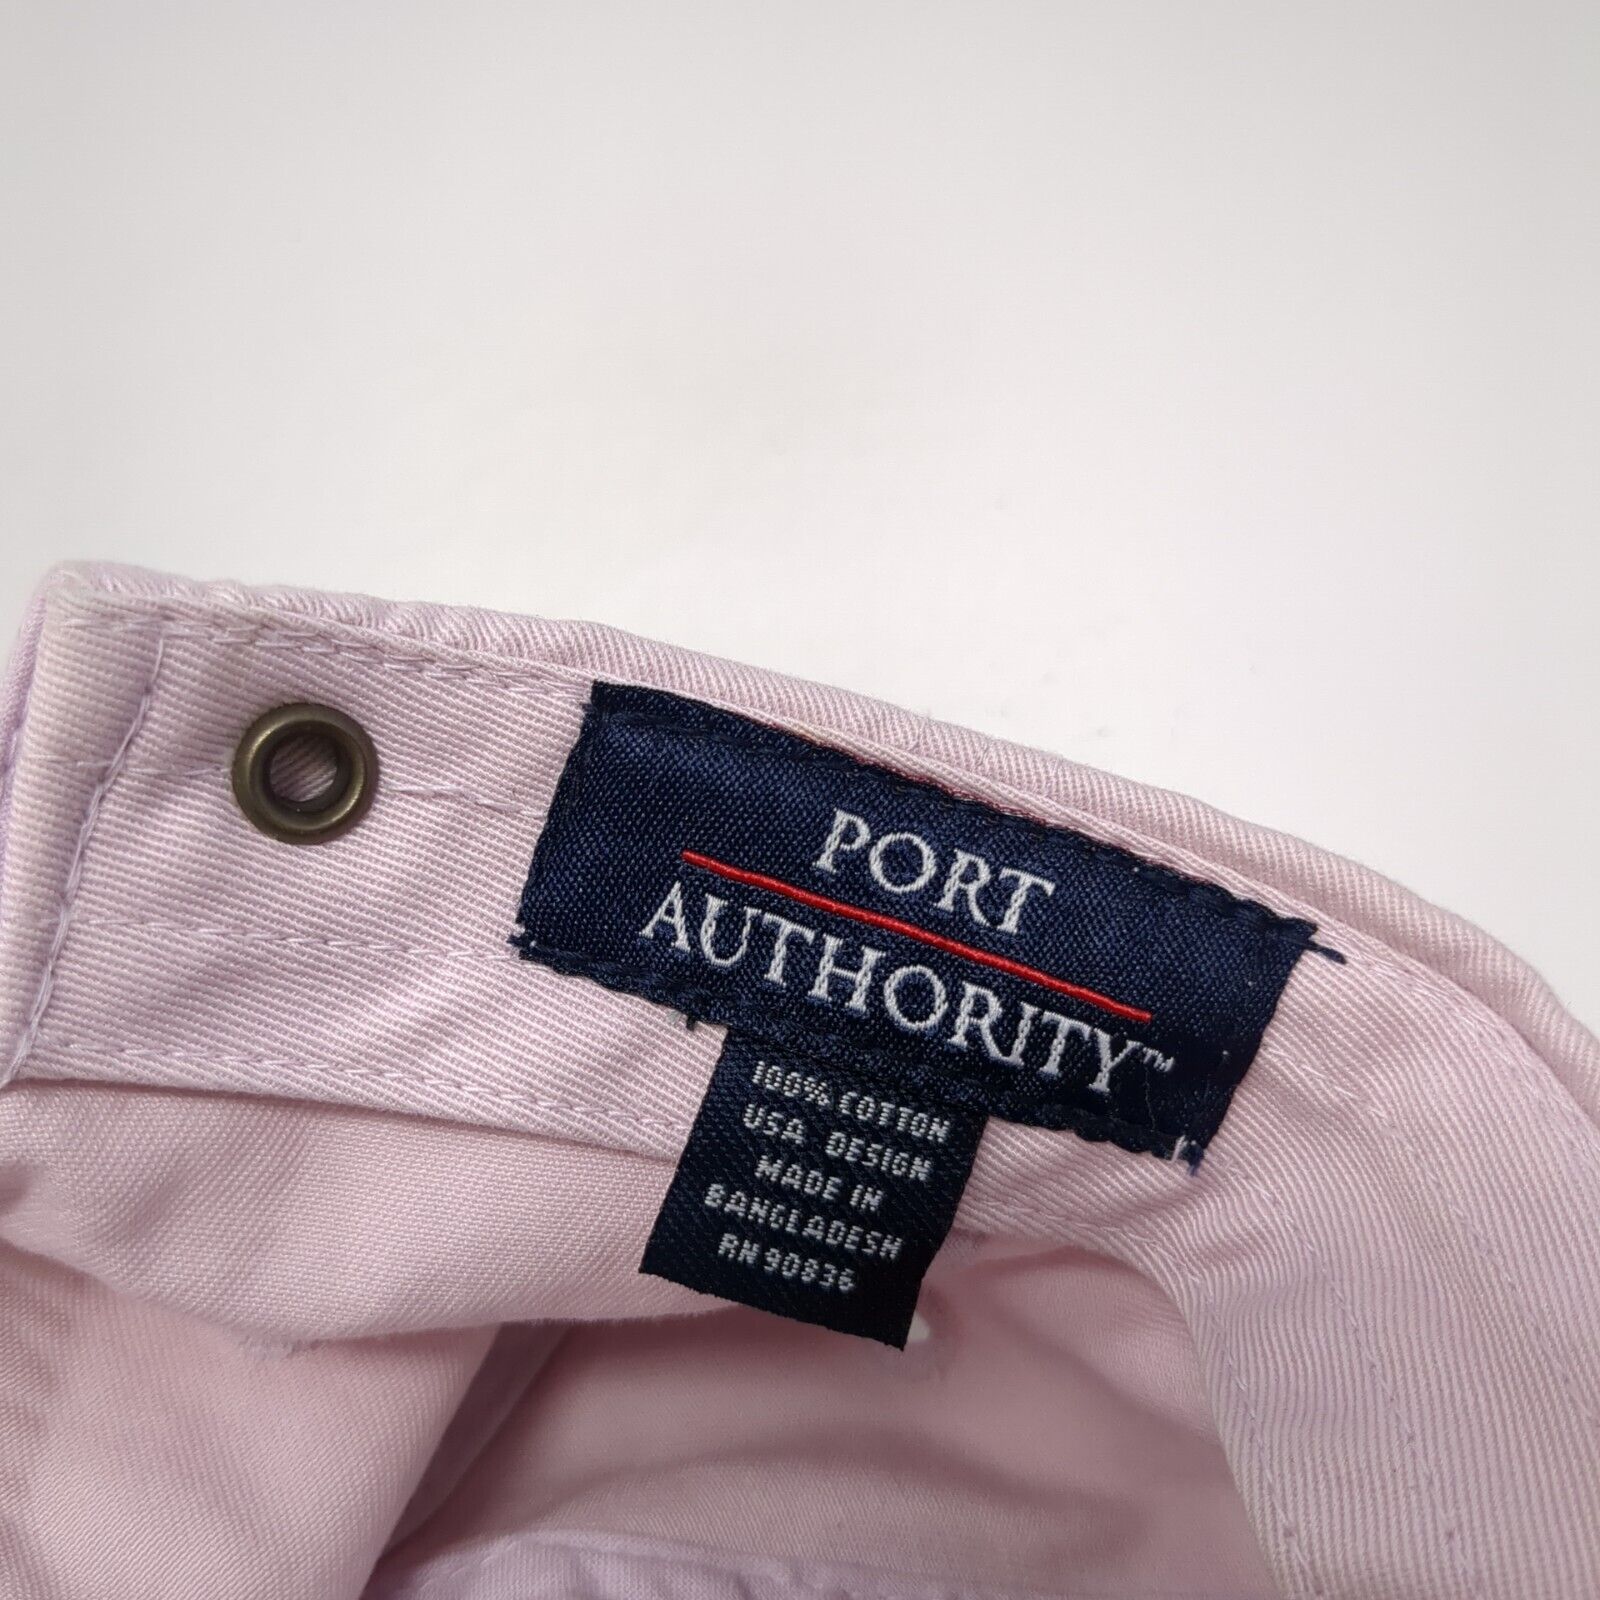 PORT
AUTHORITY™
100% COTTON
USA DESIGN
MADE IN
BANGLADESH
RN 90836